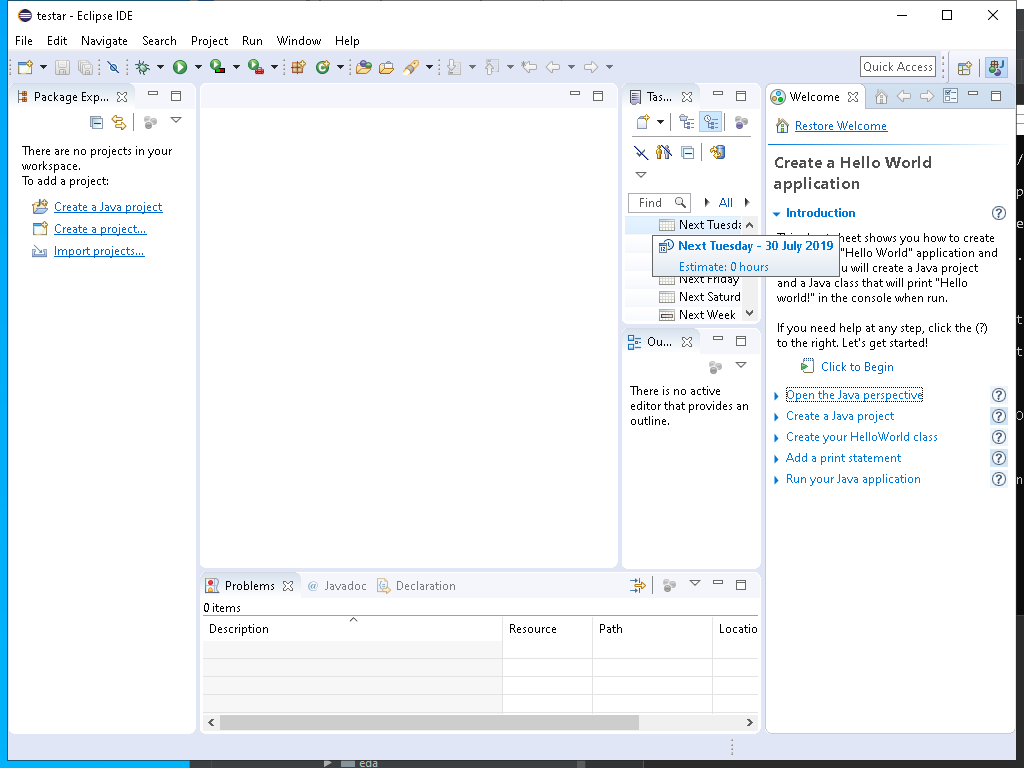 testar - Eclipse IDE
File Edit Navigate Search Project Run Window Help
Quick Access
Package Exp...
There are no projects in your
workspace.
To add a project:
Create a Java project
Create a project...
Import projects...
Tas...
Find
All
Next Tuesda
Next Tuesday - 30 July 2019
Estimate: 0 hours
Next Friday
Next Saturd
Next Week
Ou...
There is no active
editor that provides an
outline.
Welcome
Restore Welcome
Create a Hello World
application
Introduction
sheet shows you how to create
"Hello World" application and
u will create a Java project
and a Java class that will print "Hello
world!" in the console when run.
If you need help at any step, click the (?)
to the right. Let's get started!
Click to Begin
Open the Java perspective
Create a Java project
Create your HelloWorld class
Add a print statement
Run your Java application
Problems @ Javadoc Declaration
0 items
Description Resource Path Locatio
eda